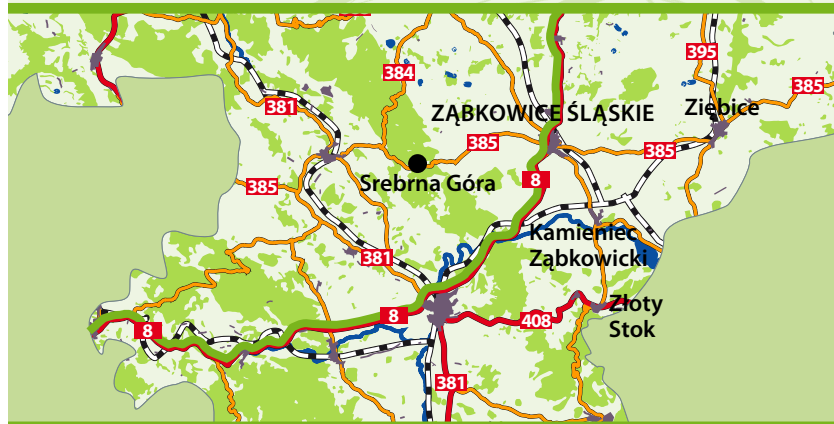 395
384
385
381
ZĄBKOWICE ŚLĄSKIE
Ziębice
385
385
Srebrna Góra
385
8
Kamieniec
Ząbkowicki
381
Złoty
Stok
8
8
408
381